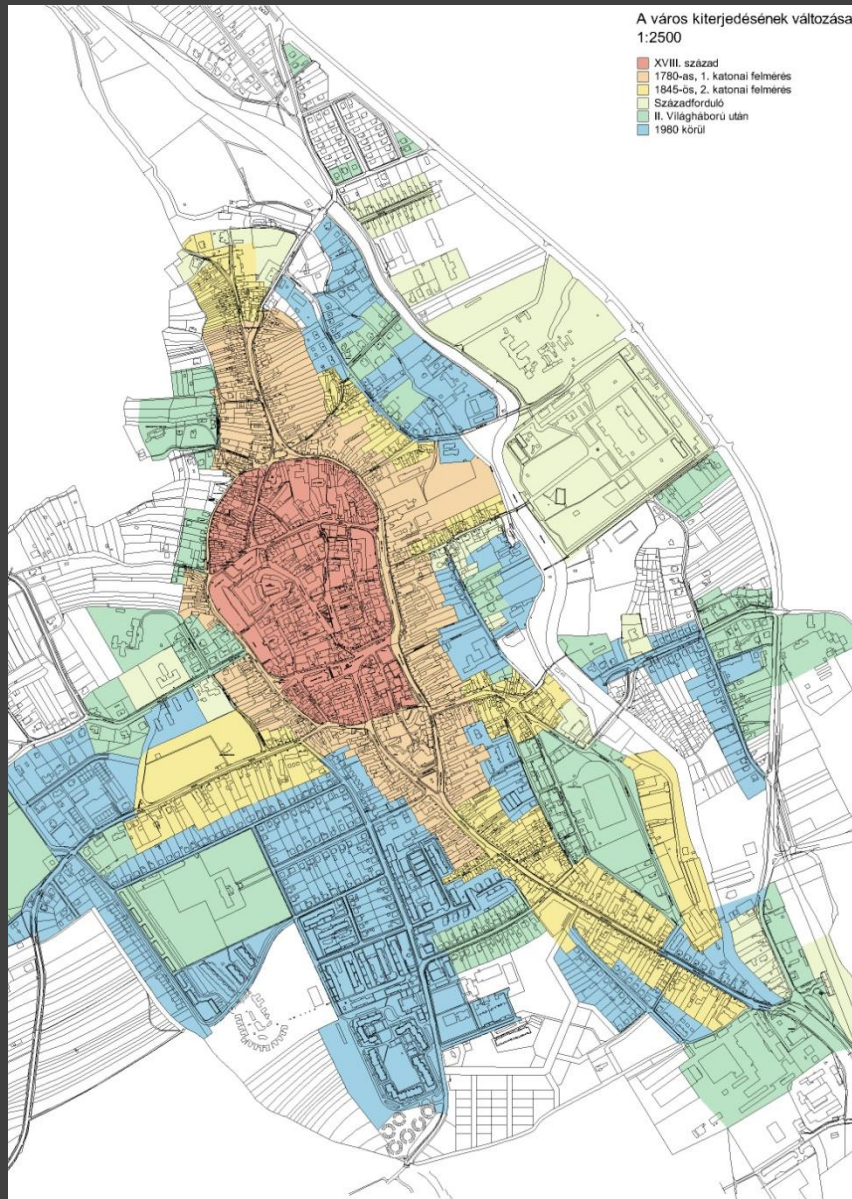 A város kiterjedésének változása
1:2500
XVIII. század
1780-as, 1. katonai felmérés
1845-ös, 2. katonai felmérés
Századforduló
II. Világháború után
1980 körül